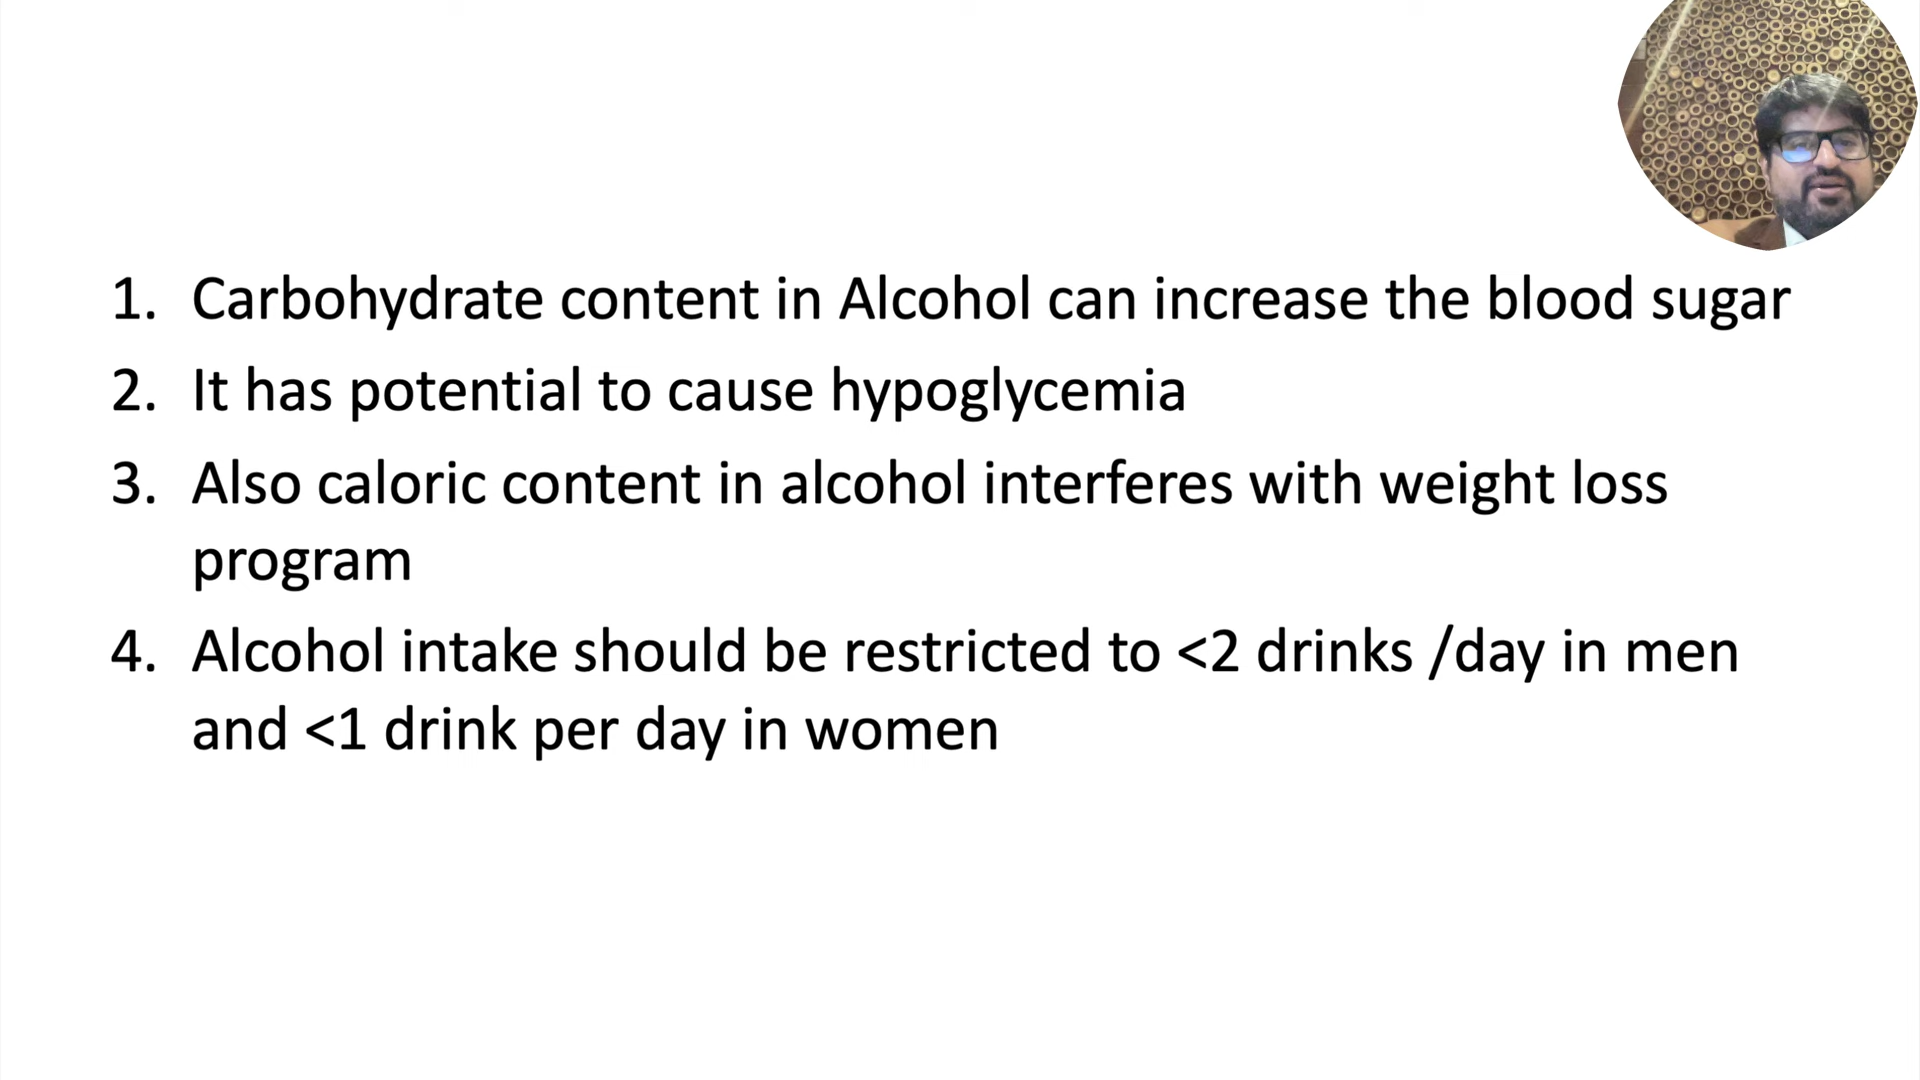 1. Carbohydrate content in Alcohol can increase the blood sugar
2. It has potential to cause hypoglycemia
3. Also caloric content in alcohol interferes with weight loss
program
4. Alcohol intake should be restricted to <2 drinks /day in men
and <1 drink per day in women